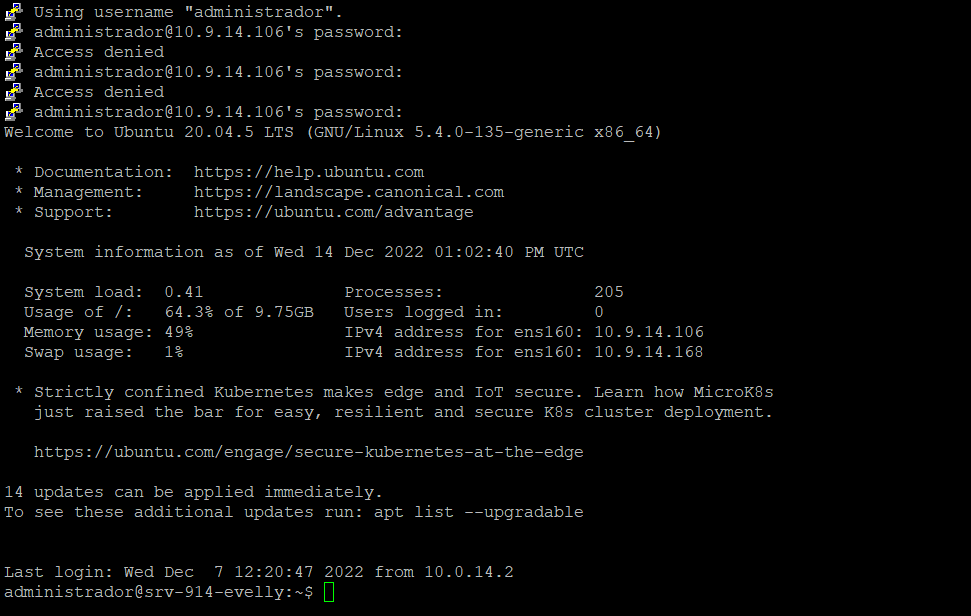 Using username "administrador".
administrador@10.9.14.106's password:
Access denied
administrador@10.9.14.106's password:
Access denied
administrador@10.9.14.106's password:
Welcome to Ubuntu 20.04.5 LTS (GNU/Linux 5.4.0-135-generic x86_64)

 * Documentation:  https://help.ubuntu.com
 * Management:     https://landscape.canonical.com
 * Support:        https://ubuntu.com/advantage

  System information as of Wed 14 Dec 2022 01:02:40 PM UTC

  System load:  0.41              Processes:               205
  Usage of /:   64.3% of 9.75GB   Users logged in:         0
  Memory usage: 49%               IPv4 address for ens160: 10.9.14.106
  Swap usage:   1%                IPv4 address for ens160: 10.9.14.168

 * Strictly confined Kubernetes makes edge and IoT secure. Learn how MicroK8s
   just raised the bar for easy, resilient and secure K8s cluster deployment.

   https://ubuntu.com/engage/secure-kubernetes-at-the-edge

14 updates can be applied immediately.
To see these additional updates run: apt list --upgradable


Last login: Wed Dec  7 12:20:47 2022 from 10.0.14.2
administrador@srv-914-evelly:~$